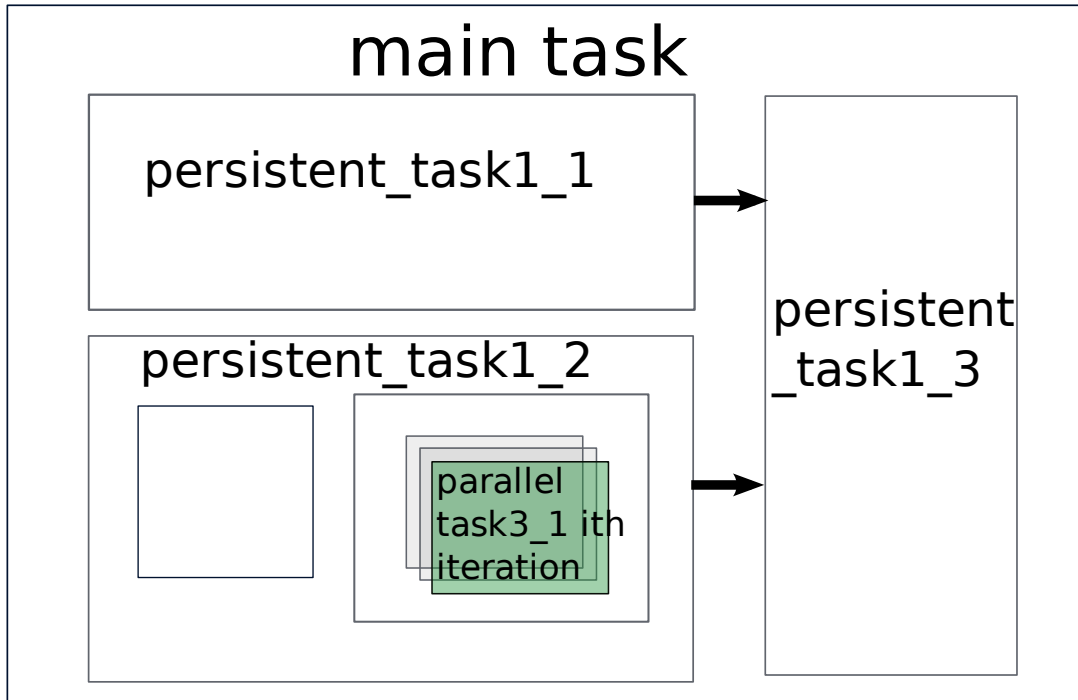 main task
persistent_task1_1
persistent_task1_2
parallel
task3_1 ith
iteration
persistent
_task1_3